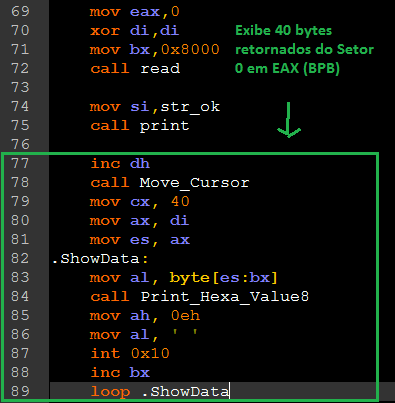 69 mov eax,0
70 xor di,di
71 mov bx,0x8000
72 call read
73
74 mov si,str_ok
75 call print
76
77 inc dh
78 call Move_Cursor
79 mov cx, 40
80 mov ax, di
81 mov es, ax
82 .ShowData:
83 mov al, byte[es:bx]
84 call Print_Hexa_Value8
85 mov ah, 0eh
86 mov al, ' '
87 int 0x10
88 inc bx
89 loop .ShowData
Exibe 40 bytes
retornados do Setor
0 em EAX (BPB)